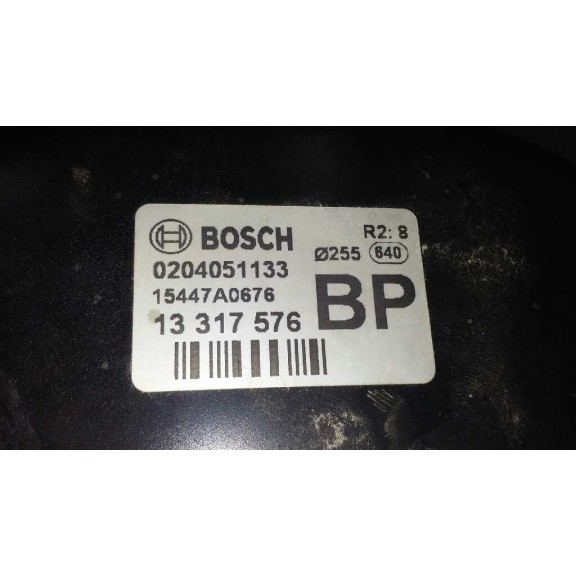 BOSCH R2: 8
0204051133 Ø255 640
15447A0676
13 317 576 BP